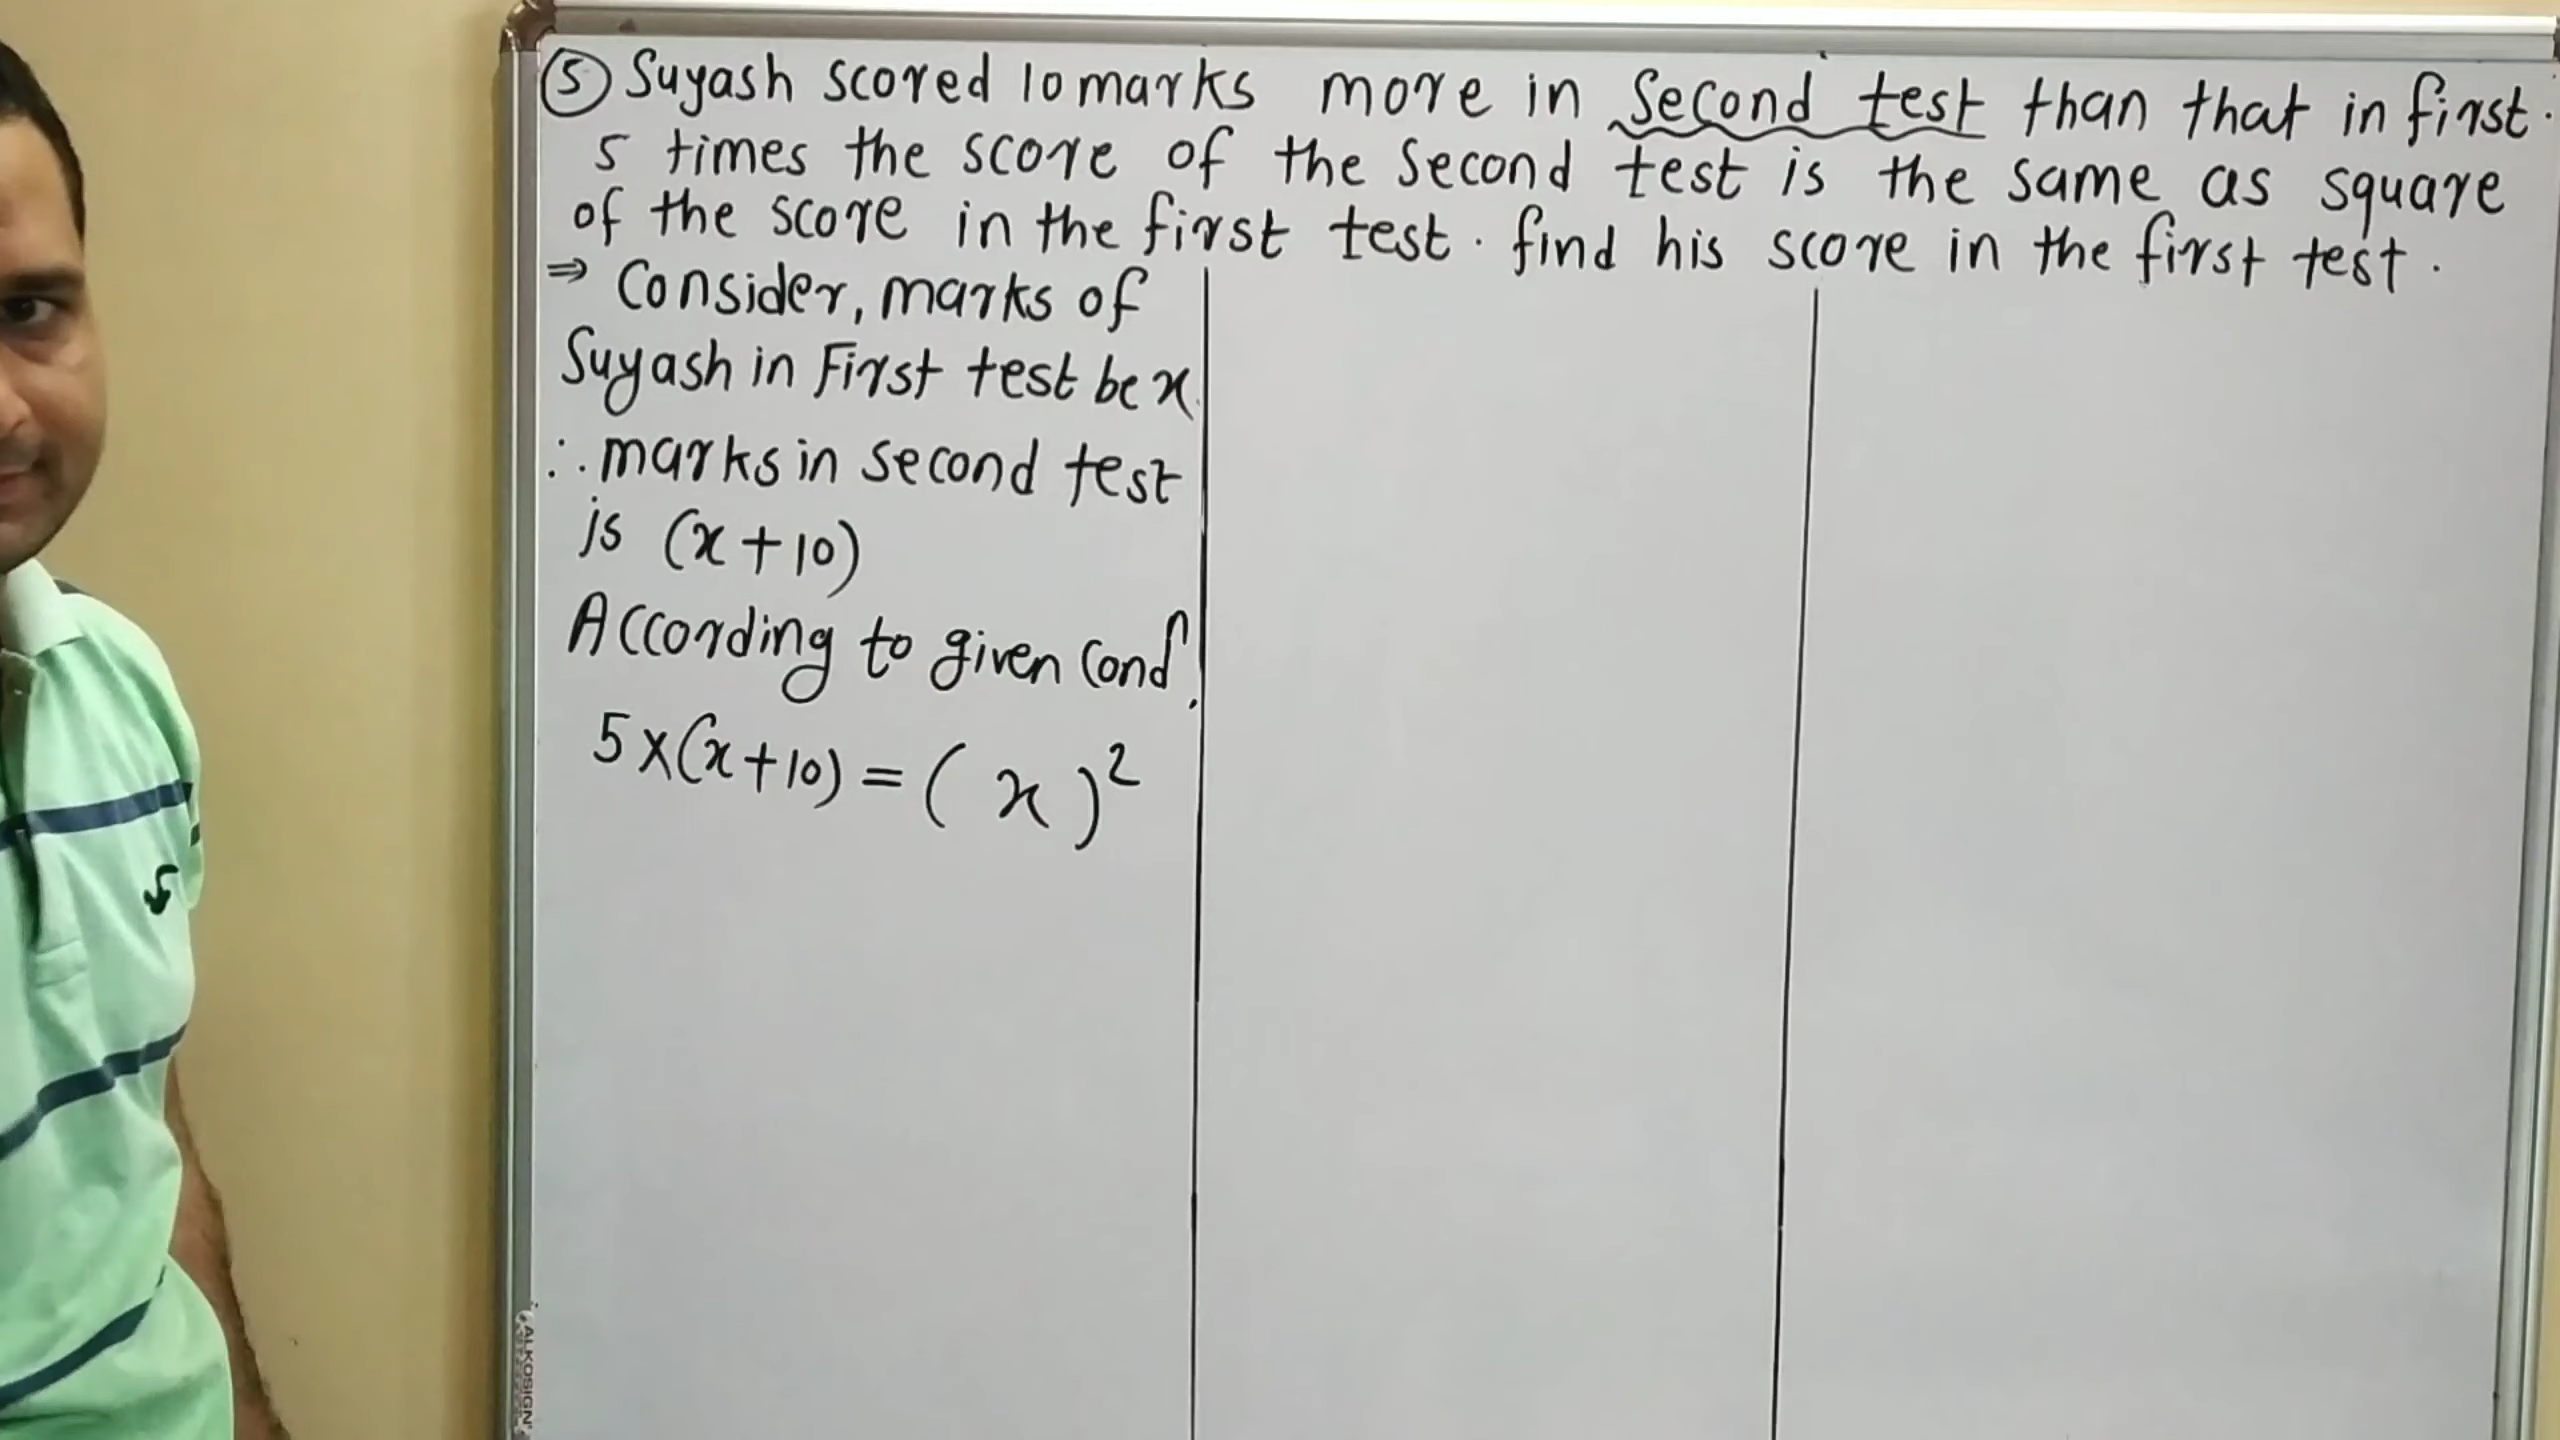 ⑤ Suyash scored 10 marks more in Second test than that in first.
5 times the score of the second test is the same as square
of the score in the first test. find his score in the first test.
⇒ Consider, marks of
Suyash in First test be x
∴ marks in second test
is (x+10)
According to given Condⁿ.
5×(x+10) = ( x )²
ALKOSIGN